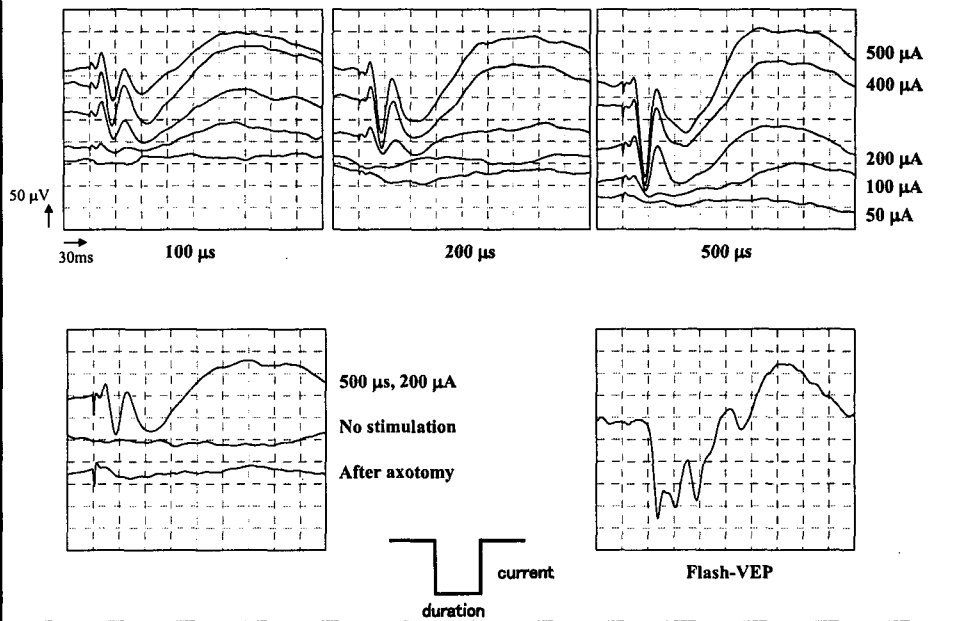 500 μA
400 μA
200 μA
100 μA
50 μA
50 μV
30ms
100 μs
200 μs
500 μs
500 μs, 200 μA
No stimulation
After axotomy
current
duration
Flash-VEP